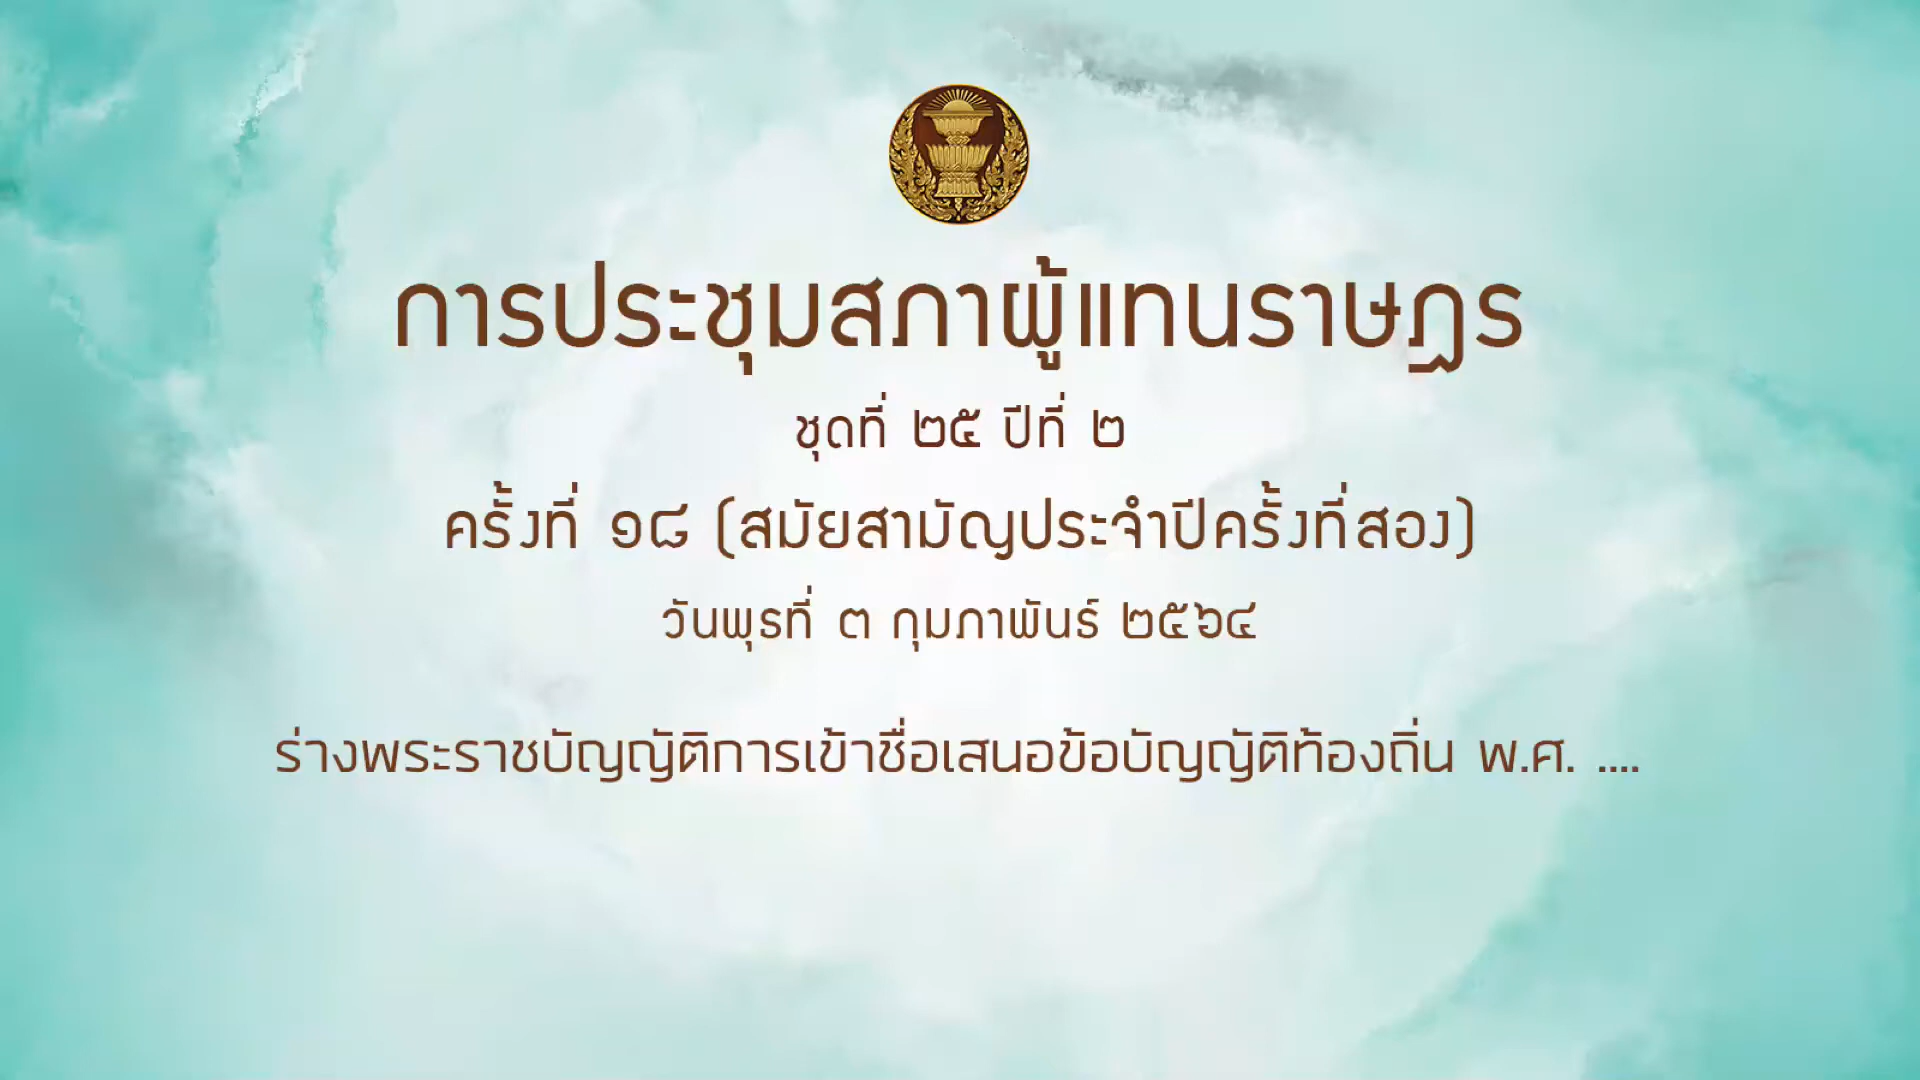 การประชุมสภาผู้แทนราษฎร
ชุดที่ ๒๕ ปีที่ ๒
ครั้งที่ ๑๘ (สมัยสามัญประจำปีครั้งที่สอง)
วันพุธที่ ๓ กุมภาพันธ์ ๒๕๖๔
ร่างพระราชบัญญัติการเข้าชื่อเสนอข้อบัญญัติท้องถิ่น พ.ศ. ....